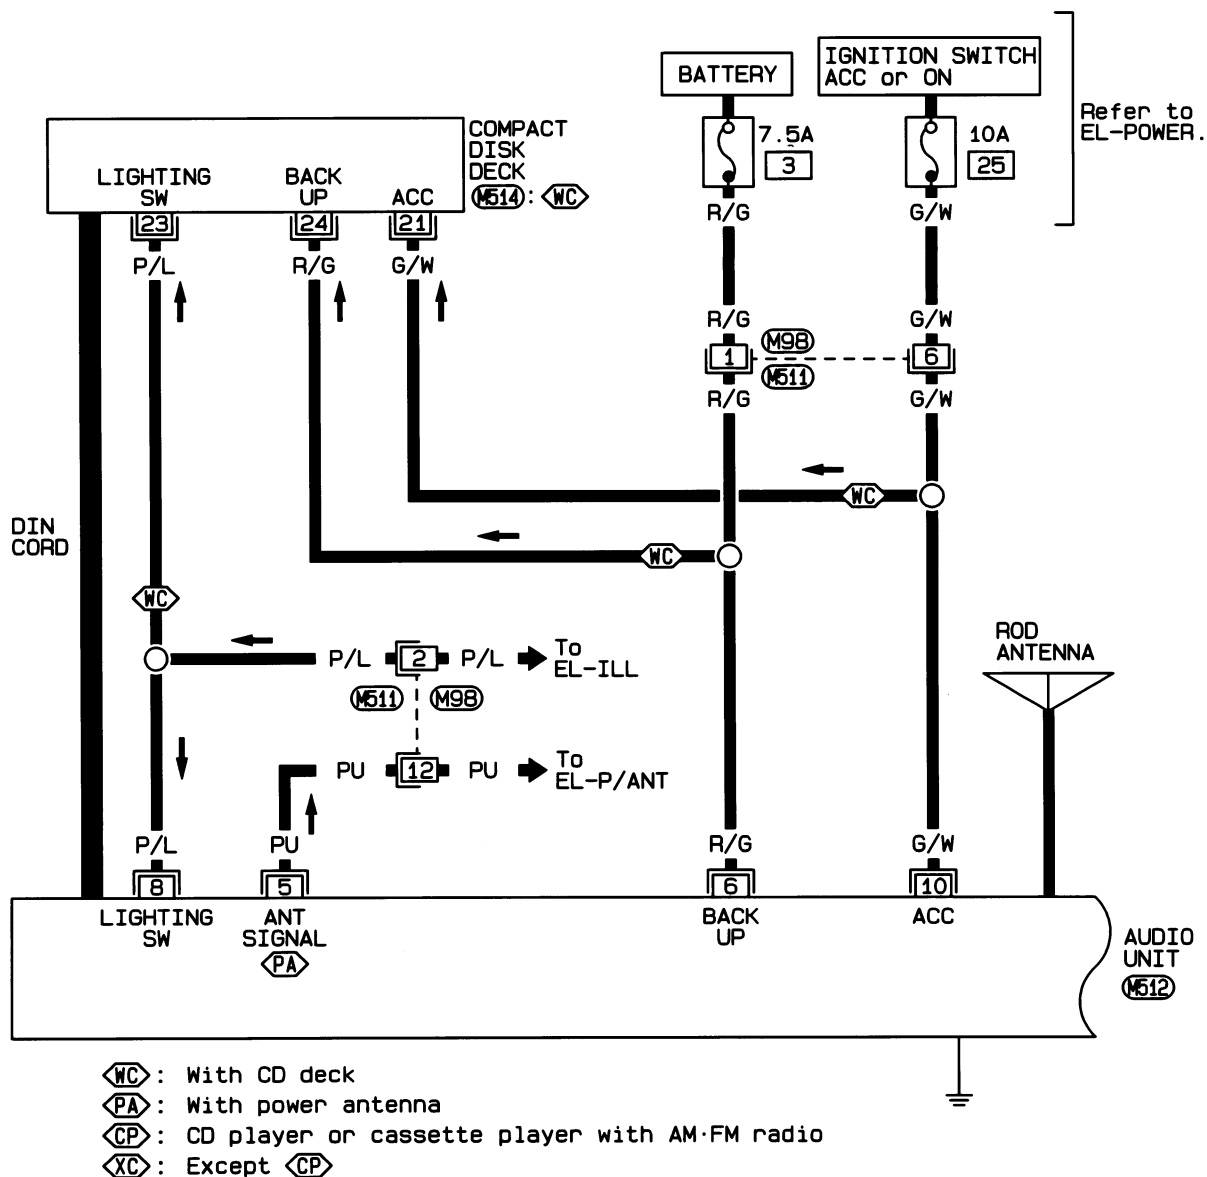 BATTERY
IGNITION SWITCH
ACC or ON
Refer to
EL-POWER.
7.5A
3
10A
25
COMPACT
DISK
DECK
M514 : WC
LIGHTING
SW
BACK
UP
ACC
23
24
21
P/L
R/G
G/W
R/G
G/W
R/G
G/W
1
M98
M511
6
R/G
G/W
WC
WC
DIN
CORD
WC
P/L
2
P/L
To
EL-ILL
M511
M98
PU
12
PU
To
EL-P/ANT
ROD
ANTENNA
P/L
PU
R/G
G/W
8
5
6
10
LIGHTING
SW
ANT
SIGNAL
PA
BACK
UP
ACC
AUDIO
UNIT
M512
WC : With CD deck
PA : With power antenna
CP : CD player or cassette player with AM·FM radio
XC : Except CP